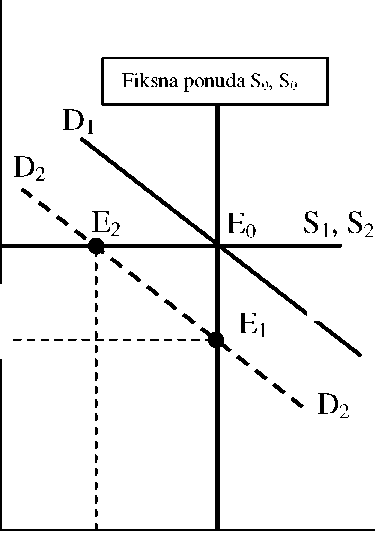 Fiksna ponuda S₀, S₀
D₁
D₂
E₂
E₀
S₁, S₂
E₁
D₂